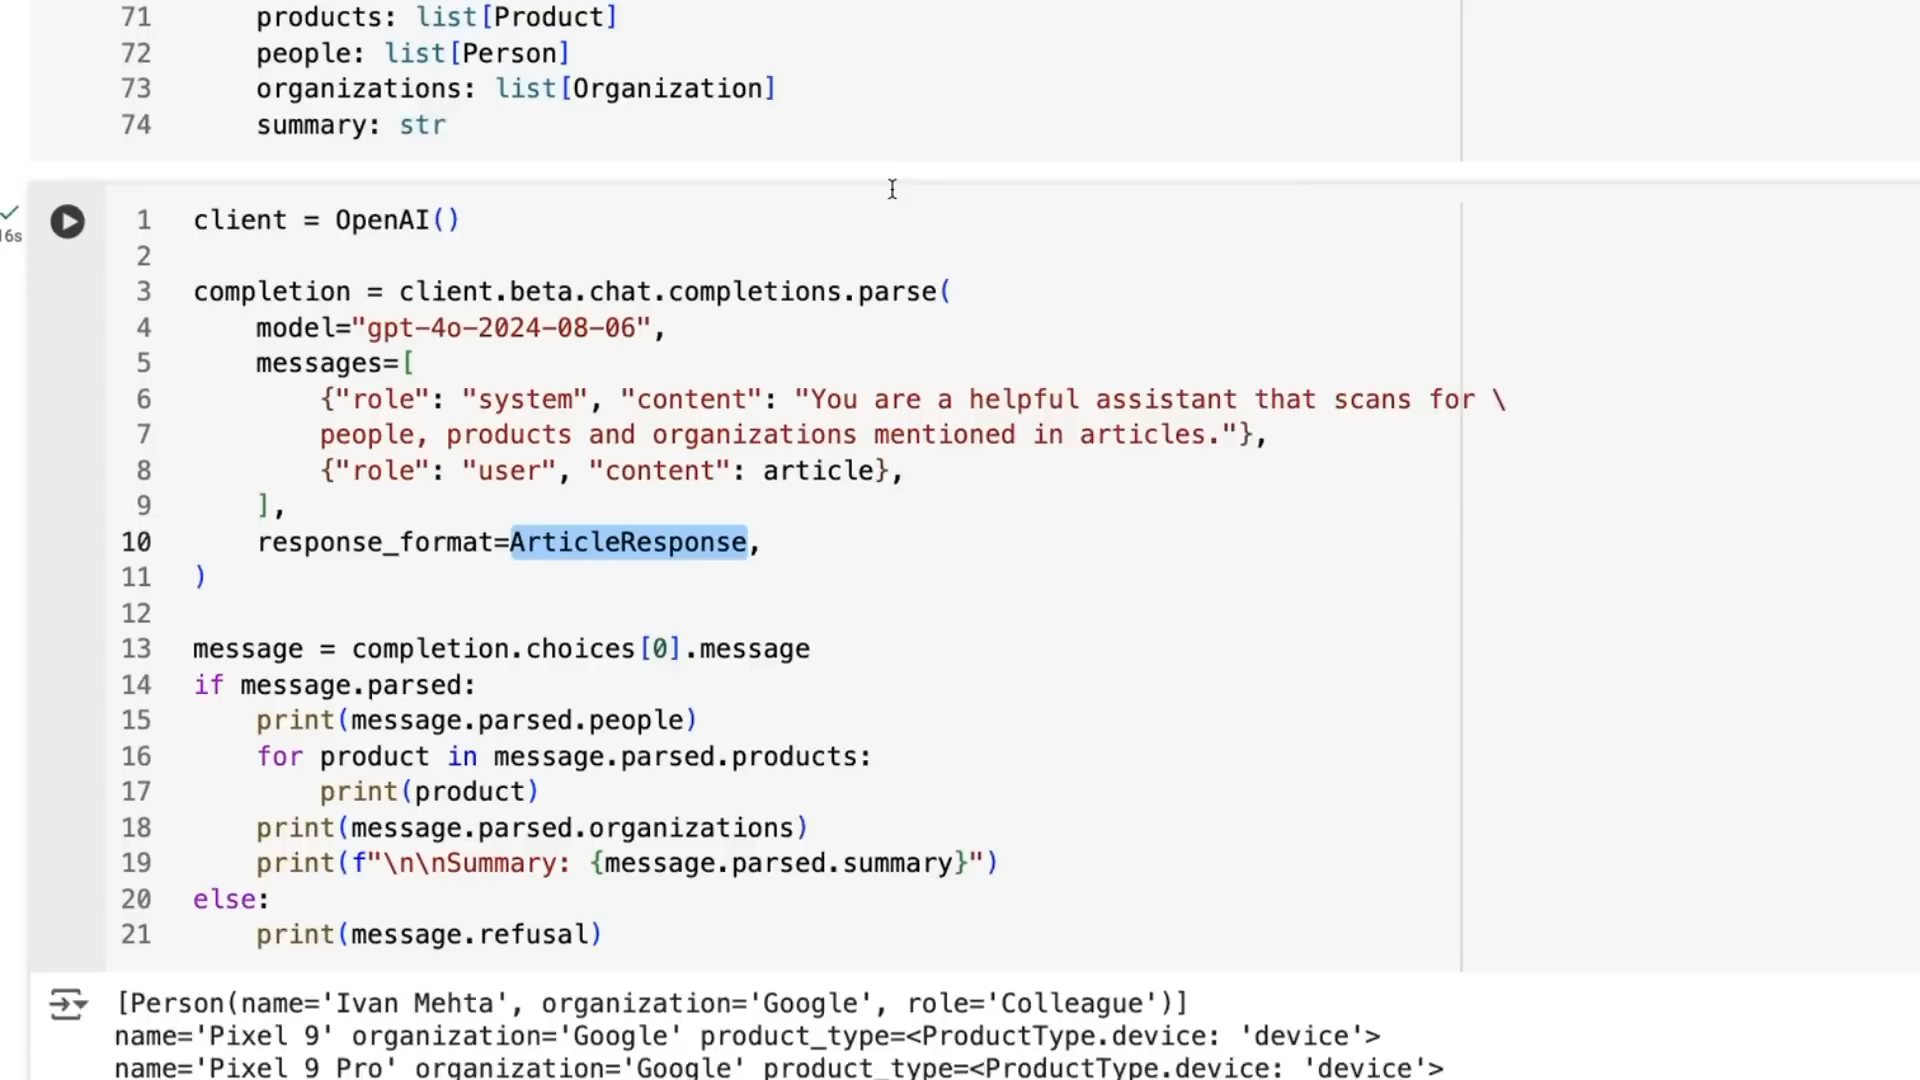 71 products: list[Product]
72 people: list[Person]
73 organizations: list[Organization]
74 summary: str
16s
1 client = OpenAI()
2
3 completion = client.beta.chat.completions.parse(
4 model="gpt-4o-2024-08-06",
5 messages=[
6 {"role": "system", "content": "You are a helpful assistant that scans for \
7 people, products and organizations mentioned in articles."},
8 {"role": "user", "content": article},
9 ],
10 response_format=ArticleResponse,
11 )
12
13 message = completion.choices[0].message
14 if message.parsed:
15 print(message.parsed.people)
16 for product in message.parsed.products:
17 print(product)
18 print(message.parsed.organizations)
19 print(f"\n\nSummary: {message.parsed.summary}")
20 else:
21 print(message.refusal)
[Person(name='Ivan Mehta', organization='Google', role='Colleague')]
name='Pixel 9' organization='Google' product_type=<ProductType.device: 'device'>
name='Pixel 9 Pro' organization='Google' product_type=<ProductType.device: 'device'>